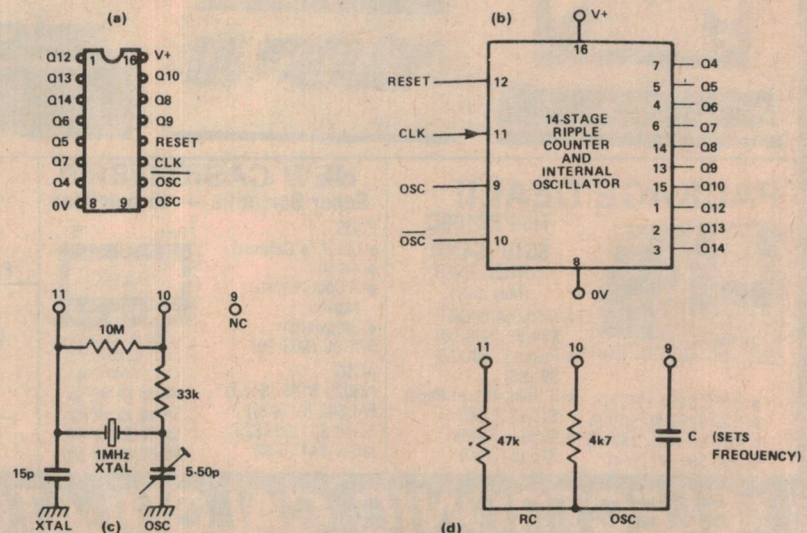 (a)
Q12 1 16 V+
Q13 Q10
Q14 Q8
Q6 Q9
Q5 RESET
Q7 CLK
Q4 OSC
0V 8 9 OSC
(b)
V+
16
RESET 12
CLK 11
OSC 9
OSC 10
14-STAGE
RIPPLE
COUNTER
AND
INTERNAL
OSCILLATOR
7 Q4
5 Q5
4 Q6
6 Q7
14 Q8
13 Q9
15 Q10
1 Q12
2 Q13
3 Q14
8
0V
11 10 9
NC
10M
33k
1MHz
XTAL
15p
5-50p
XTAL (c) OSC
11 10 9
47k
4k7
C (SETS
FREQUENCY)
RC OSC
(d)